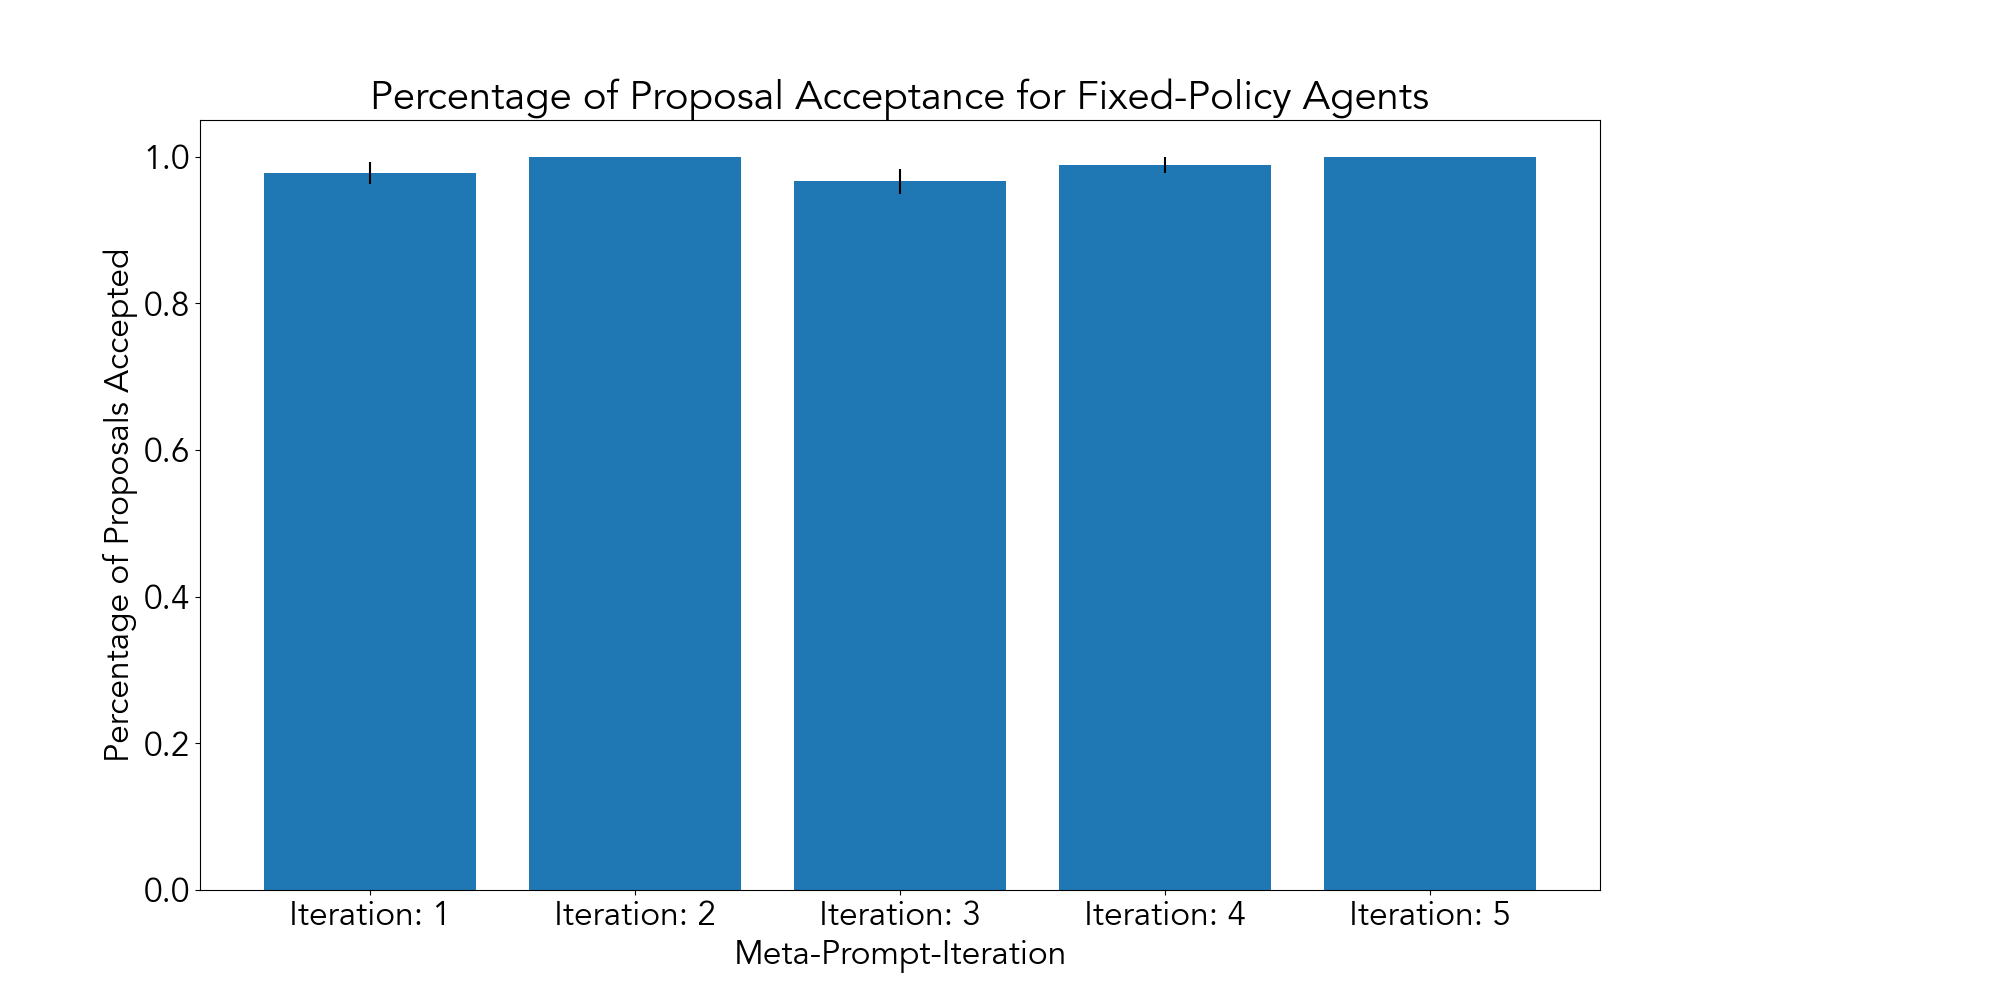 Percentage of Proposal Acceptance for Fixed-Policy Agents
Percentage of Proposals Accepted
1.0
0.8
0.6
0.4
0.2
0.0
Iteration: 1
Iteration: 2
Iteration: 3
Iteration: 4
Iteration: 5
Meta-Prompt-Iteration